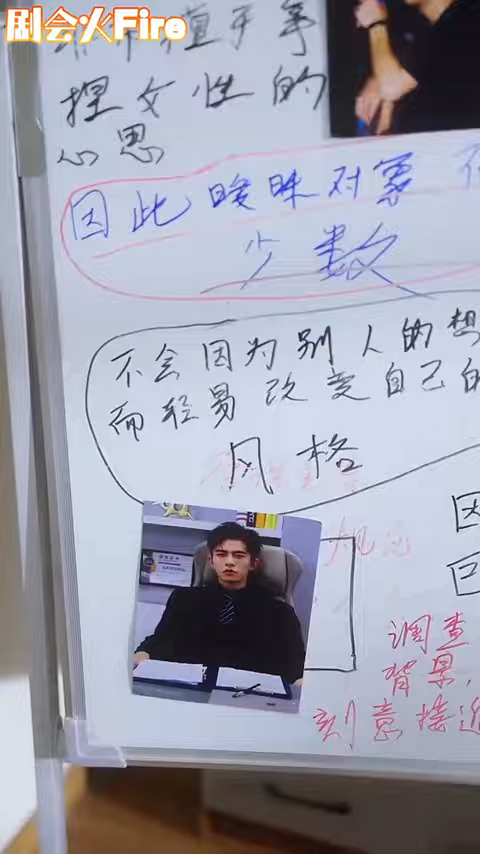 剧会火Fire
捏女性的
心思
因此暧昧对象不
少数
不会因为别人的想
而轻易改变自己的
风格
因
调查
背景,
刻意接近